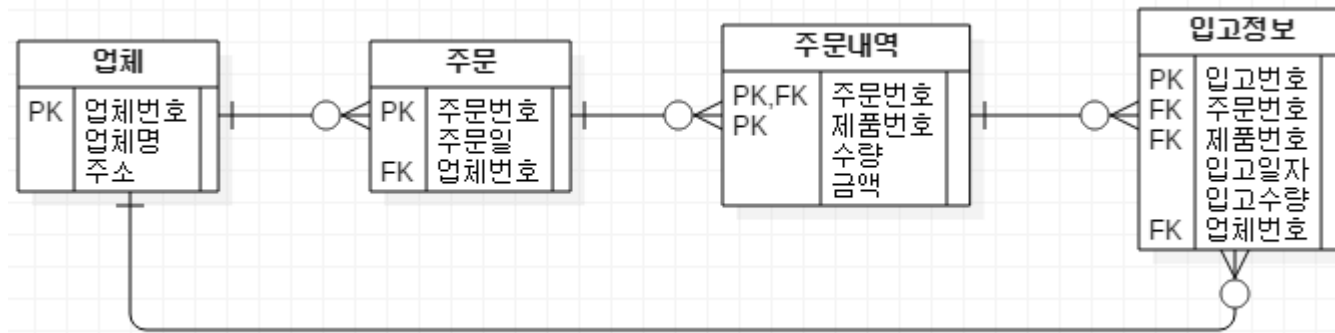 업체
PK 업체번호
업체명
주소
주문
PK 주문번호
주문일
FK 업체번호
주문내역
PK,FK 주문번호
PK 제품번호
수량
금액
입고정보
PK 입고번호
FK 주문번호
FK 제품번호
입고일자
입고수량
FK 업체번호